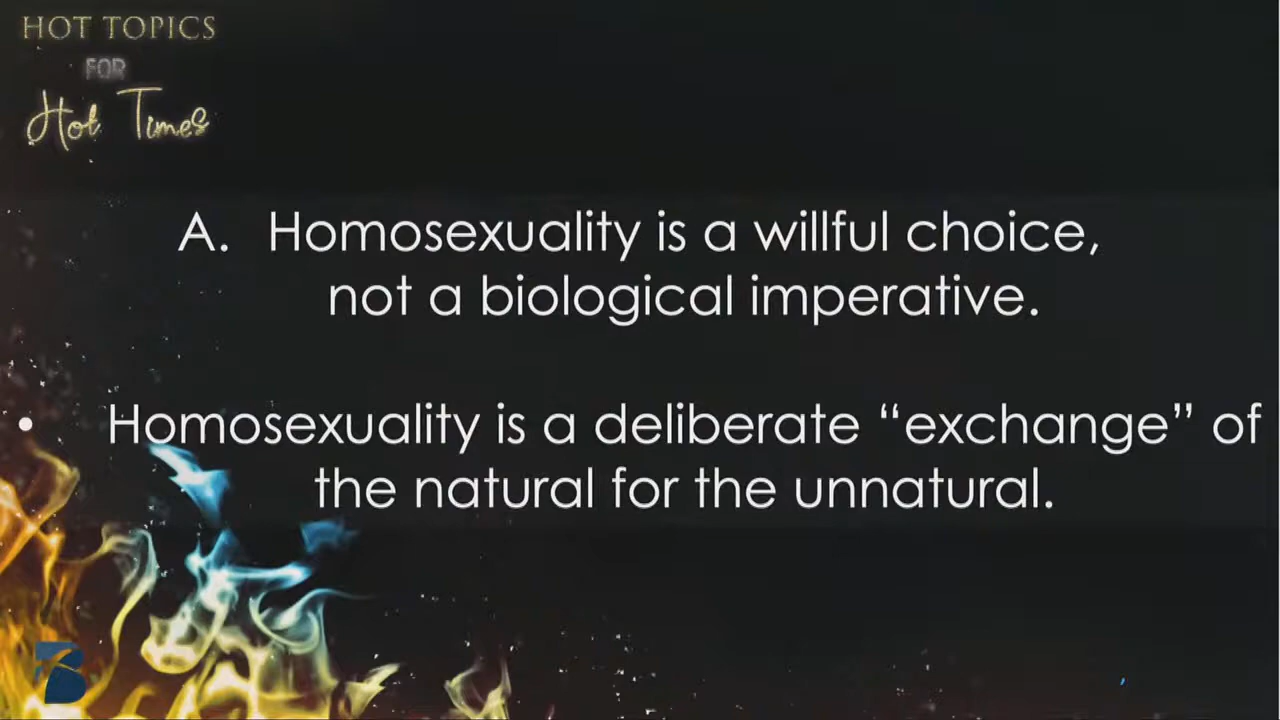 HOT TOPICS
FOR
Hot Times
A. Homosexuality is a willful choice,
not a biological imperative.
• Homosexuality is a deliberate “exchange” of
the natural for the unnatural.
B